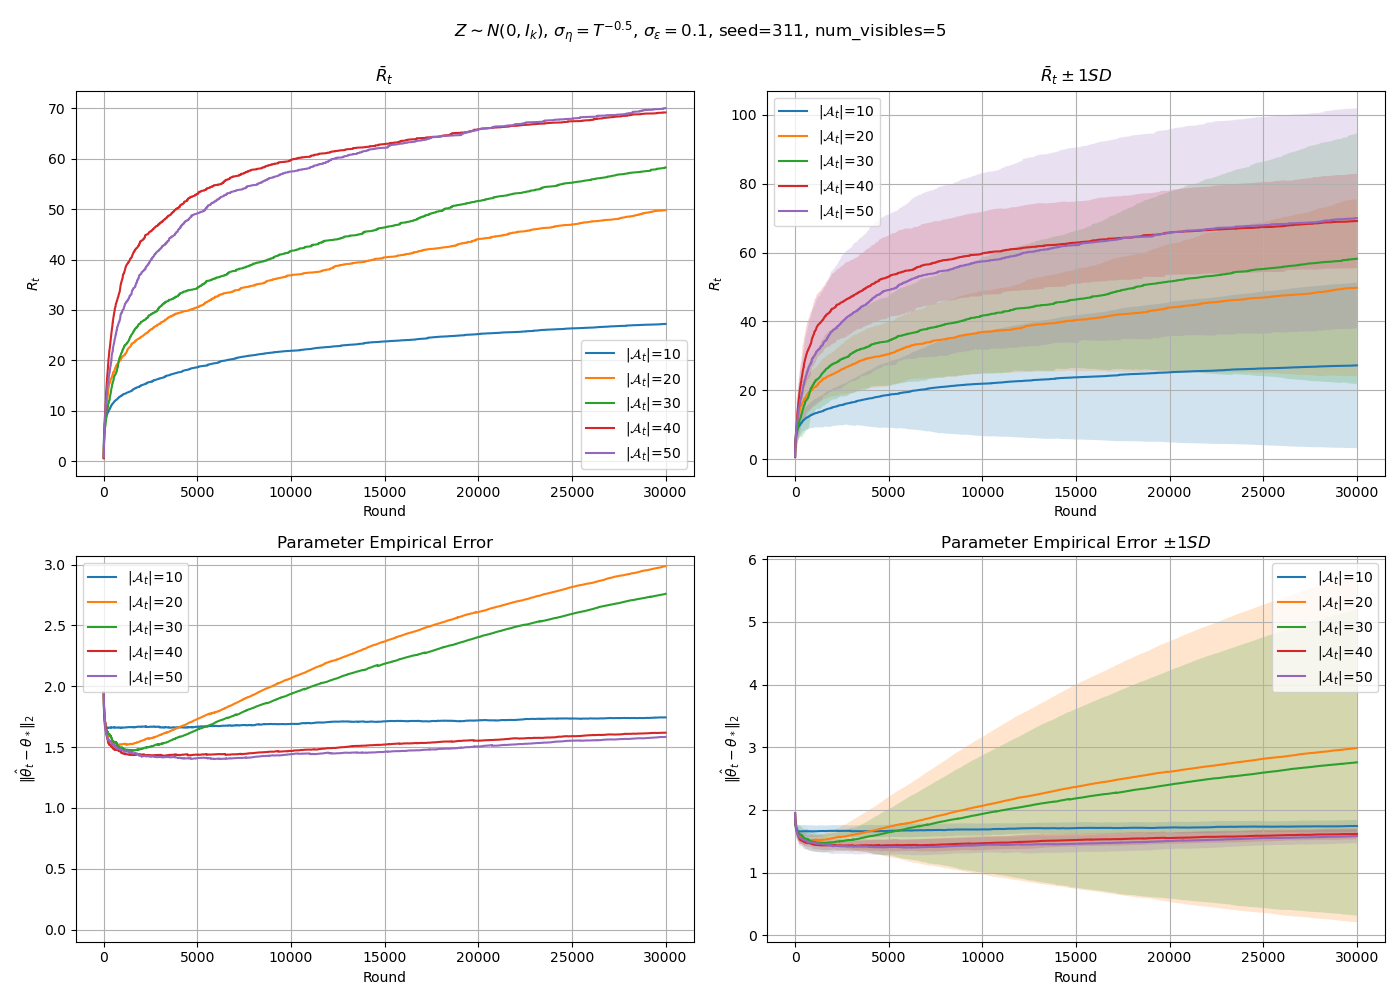 Z ∼ N(0, I_k), σ_η = T^{−0.5}, σ_ε = 0.1, seed=311, num_visibles=5
R̄_t
R_t
70
60
50
40
30
20
10
0
|𝒜_t|=10
|𝒜_t|=20
|𝒜_t|=30
|𝒜_t|=40
|𝒜_t|=50
0 5000 10000 15000 20000 25000 30000
Round
R̄_t ± 1SD
R_t
100
80
60
40
20
0
|𝒜_t|=10
|𝒜_t|=20
|𝒜_t|=30
|𝒜_t|=40
|𝒜_t|=50
0 5000 10000 15000 20000 25000 30000
Round
Parameter Empirical Error
‖θ̂_t − θ_*‖_2
3.0
2.5
2.0
1.5
1.0
0.5
0.0
|𝒜_t|=10
|𝒜_t|=20
|𝒜_t|=30
|𝒜_t|=40
|𝒜_t|=50
0 5000 10000 15000 20000 25000 30000
Round
Parameter Empirical Error ±1SD
‖θ̂_t − θ_*‖_2
6
5
4
3
2
1
0
|𝒜_t|=10
|𝒜_t|=20
|𝒜_t|=30
|𝒜_t|=40
|𝒜_t|=50
0 5000 10000 15000 20000 25000 30000
Round